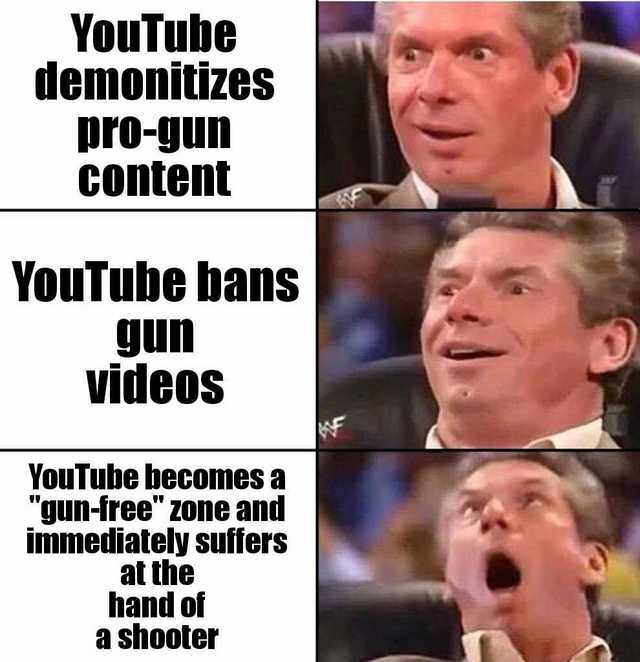 YouTube
demonitizes
pro-gun
content
YouTube bans
gun
videos
YouTube becomes a
"gun-free" zone and
immediately suffers
at the
hand of
a shooter